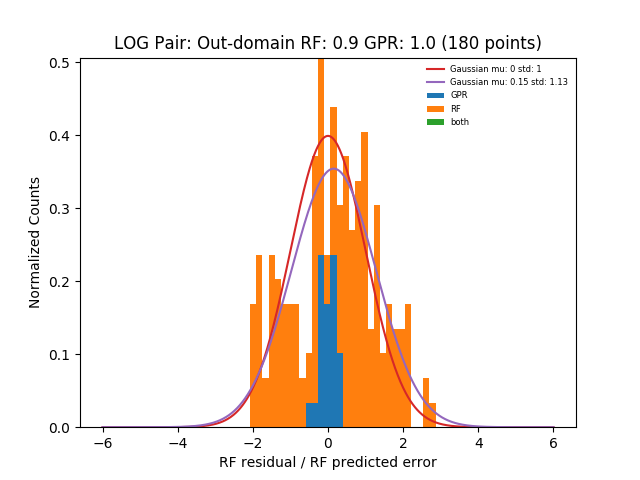 LOG Pair: Out-domain RF: 0.9 GPR: 1.0 (180 points)
Gaussian mu: 0 std: 1
Gaussian mu: 0.15 std: 1.13
GPR
RF
both
Normalized Counts
0.5
0.4
0.3
0.2
0.1
0.0
−6 −4 −2 0 2 4 6
RF residual / RF predicted error